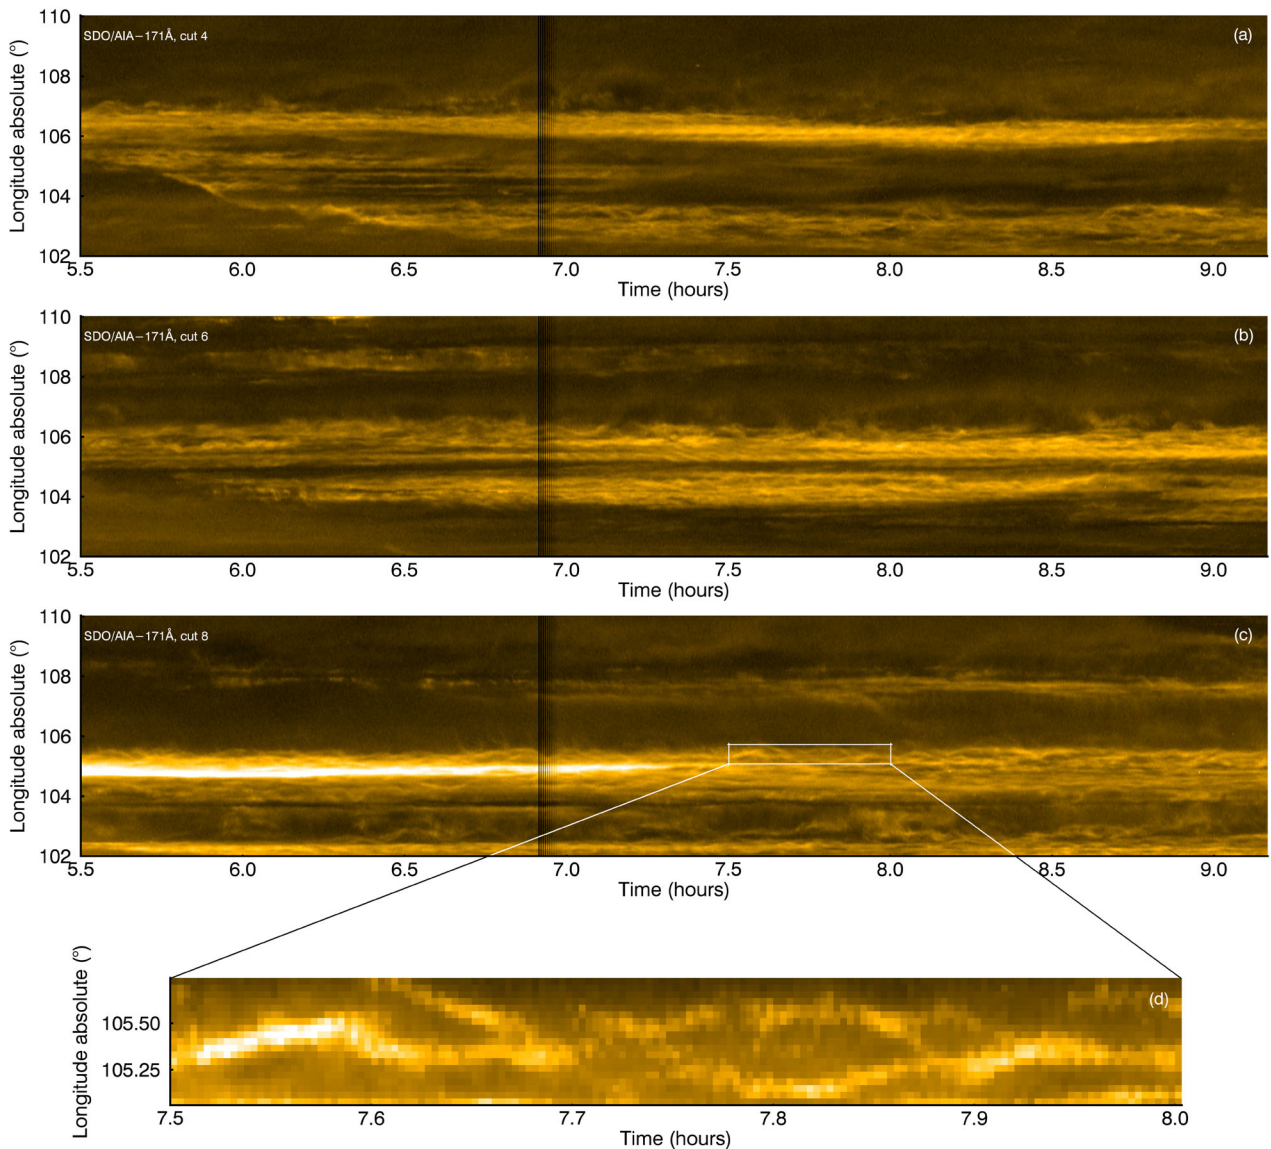 110
SDO/AIA−171Å, cut 4
(a)
108
106
104
102
Longitude absolute (°)
5.5 6.0 6.5 7.0 7.5 8.0 8.5 9.0
Time (hours)
110
SDO/AIA−171Å, cut 6
(b)
108
106
104
102
Longitude absolute (°)
5.5 6.0 6.5 7.0 7.5 8.0 8.5 9.0
Time (hours)
110
SDO/AIA−171Å, cut 8
(c)
108
106
104
102
Longitude absolute (°)
5.5 6.0 6.5 7.0 7.5 8.0 8.5 9.0
Time (hours)
(d)
105.50
105.25
Longitude absolute (°)
7.5 7.6 7.7 7.8 7.9 8.0
Time (hours)